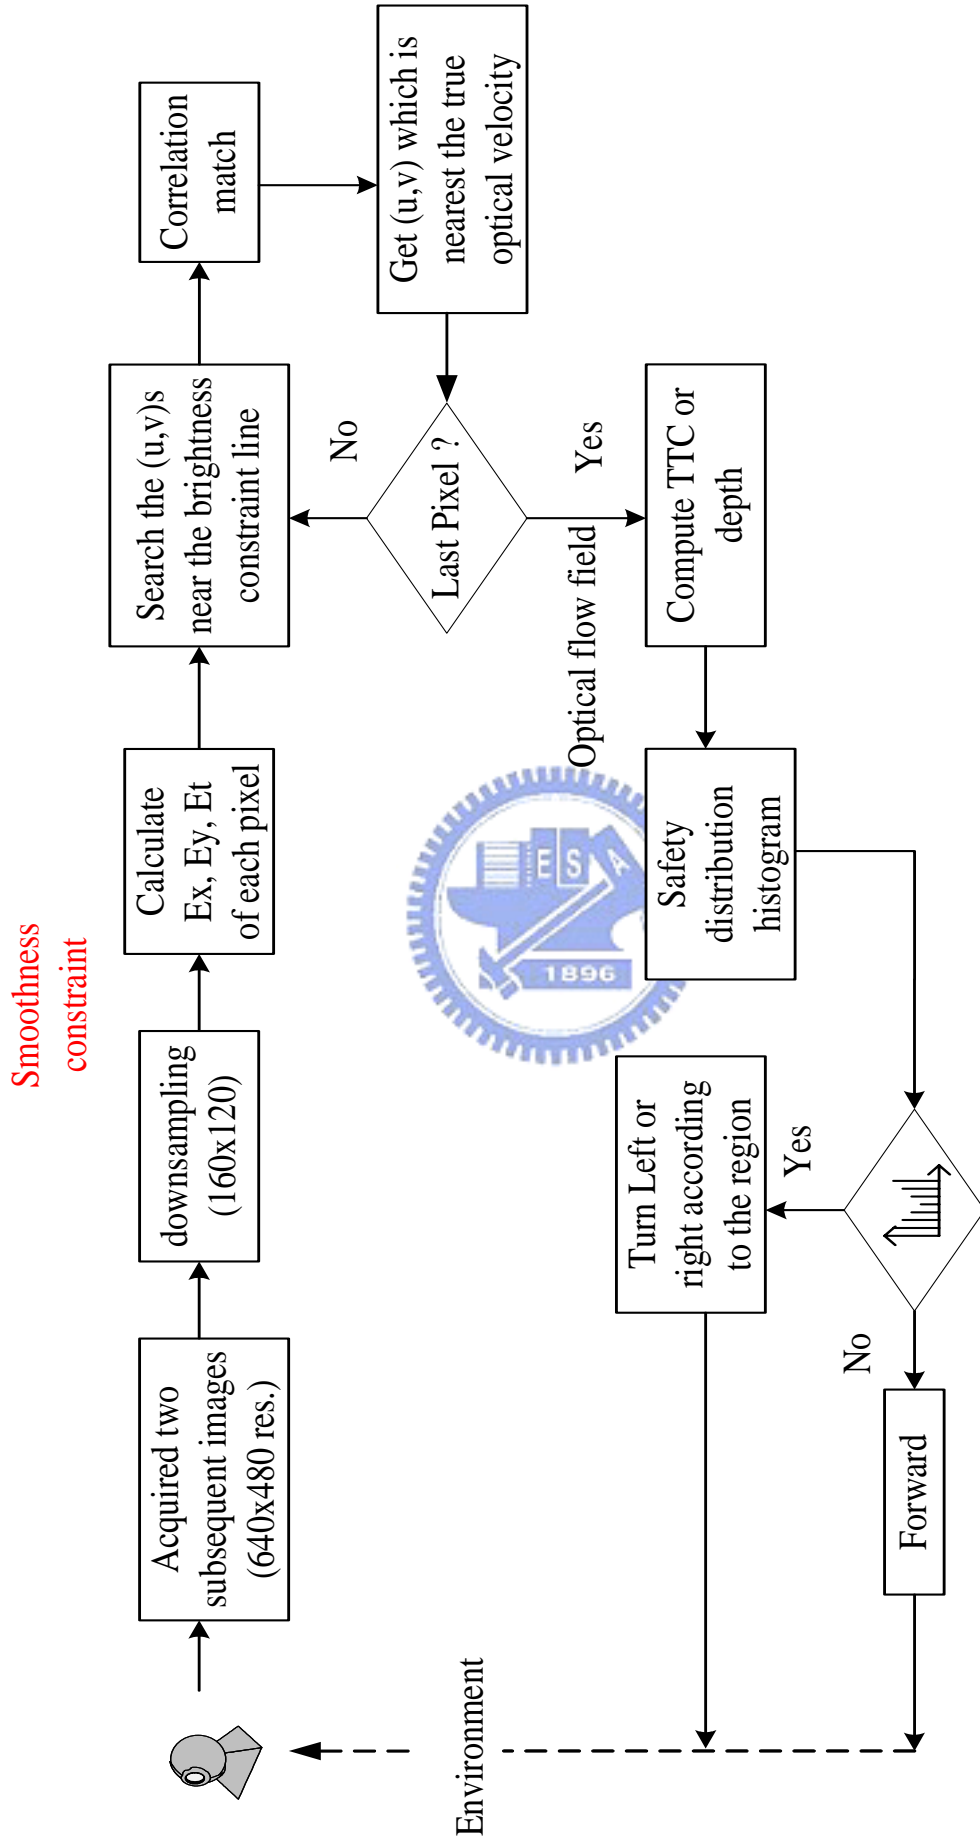 Smoothness
constraint
Acquired two
subsequent images
(640x480 res.)
downsampling
(160x120)
Calculate
Ex, Ey, Et
of each pixel
Search the (u,v)s
near the brightness
constraint line
Correlation
match
Get (u,v) which is
nearest the true
optical velocity
Last Pixel ?
No
Yes
Optical flow field
Compute TTC or
depth
Safety
distribution
histogram
Yes
Turn Left or
right according
to the region
No
Forward
Environment
E S A
1896